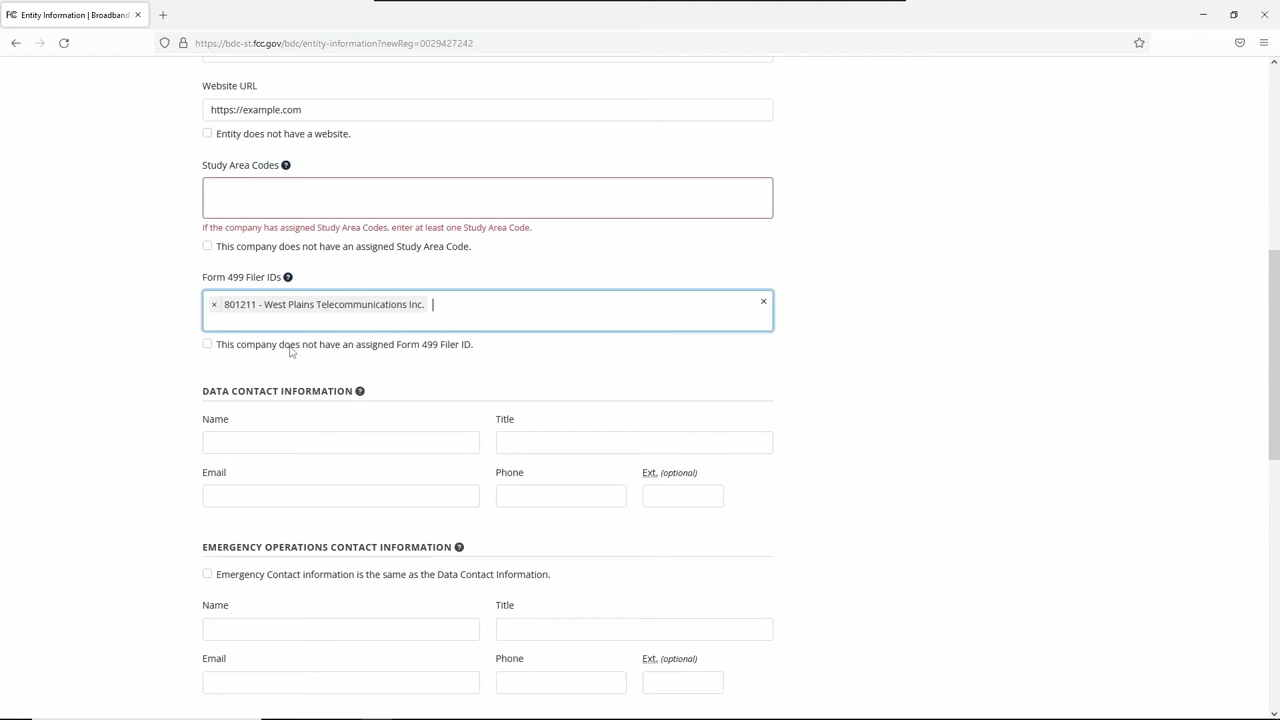 Entity Information | Broadband
https://bdc-st.fcc.gov/bdc/entity-information?newReg=0029427242
Website URL
https://example.com
Entity does not have a website.
Study Area Codes ?
If the company has assigned Study Area Codes, enter at least one Study Area Code.
This company does not have an assigned Study Area Code.
Form 499 Filer IDs ?
× 801211 - West Plains Telecommunications Inc. ×
This company does not have an assigned Form 499 Filer ID.
DATA CONTACT INFORMATION ?
Name Title
Email Phone Ext. (optional)
EMERGENCY OPERATIONS CONTACT INFORMATION ?
Emergency Contact information is the same as the Data Contact Information.
Name Title
Email Phone Ext. (optional)